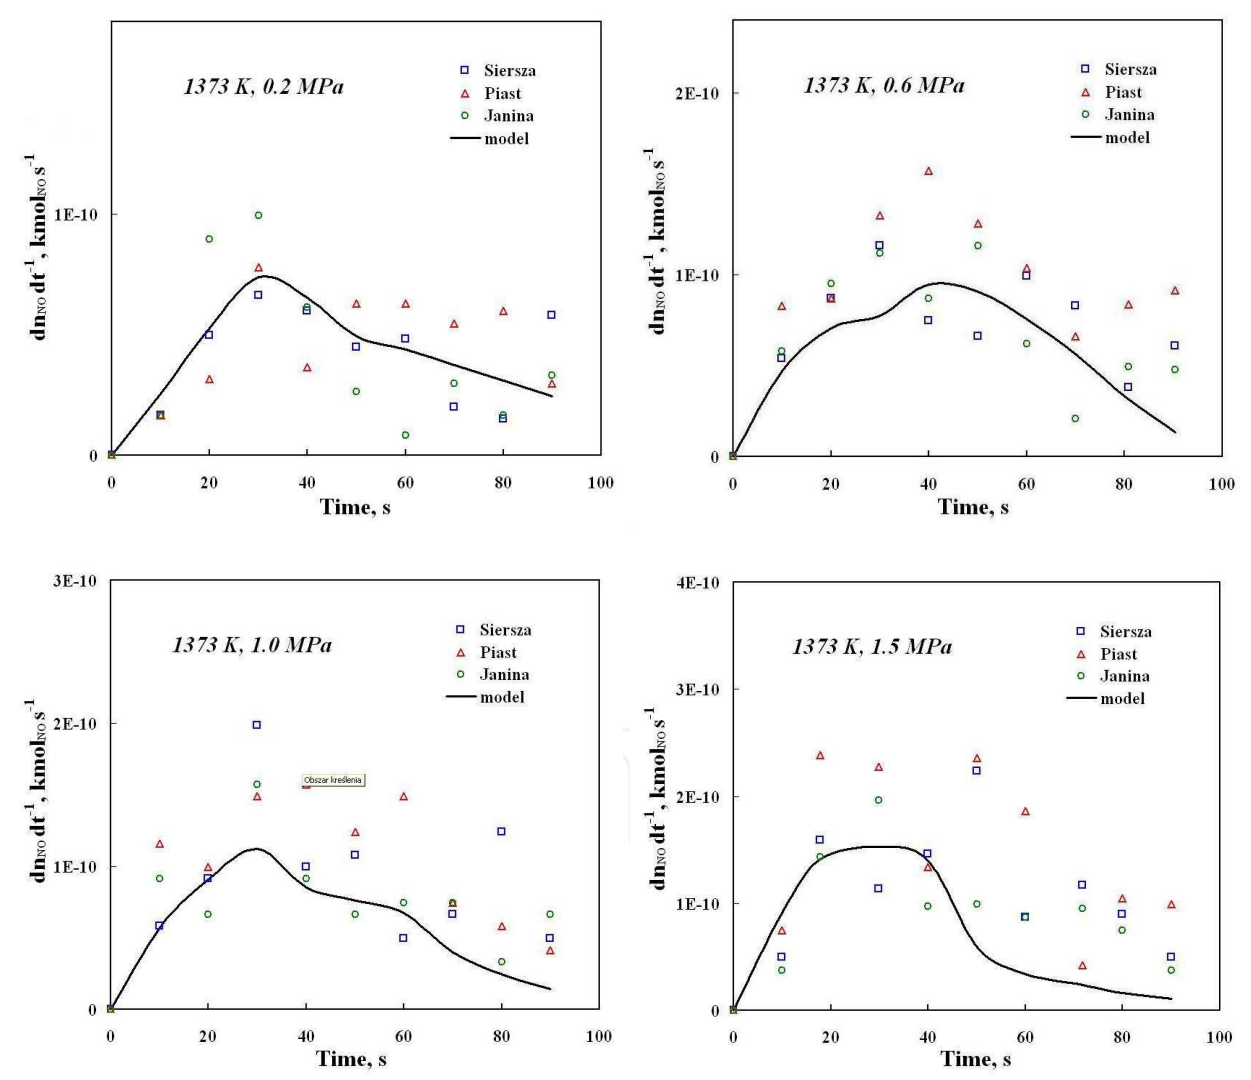 1373 K, 0.2 MPa
Siersza
Piast
Janina
model
1E-10
0
dnNO dt-1, kmolNO s-1
0 20 40 60 80 100
Time, s
1373 K, 0.6 MPa
Siersza
Piast
Janina
model
2E-10
1E-10
0
dnNO dt-1, kmolNO s-1
0 20 40 60 80 100
Time, s
3E-10
1373 K, 1.0 MPa
Siersza
Piast
Janina
model
2E-10
Obszar kreślenia
1E-10
0
dnNO dt-1, kmolNO s-1
0 20 40 60 80 100
Time, s
4E-10
1373 K, 1.5 MPa
Siersza
Piast
Janina
model
3E-10
2E-10
1E-10
0
dnNO dt-1, kmolNO s-1
0 20 40 60 80 100
Time, s